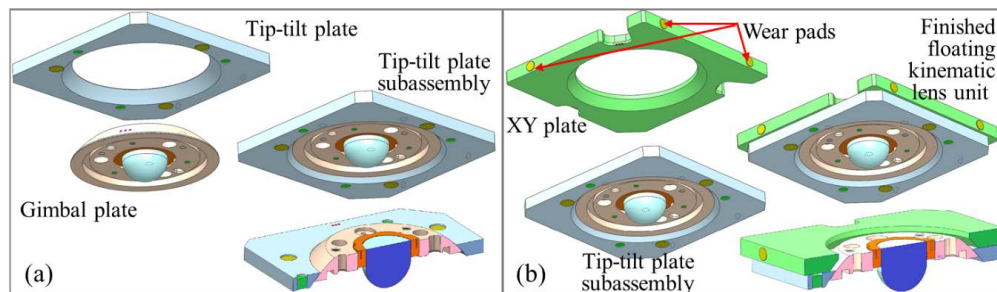 Tip-tilt plate
Tip-tilt plate
subassembly
Gimbal plate
(a)
Wear pads
Finished
floating
kinematic
lens unit
XY plate
Tip-tilt plate
subassembly
(b)